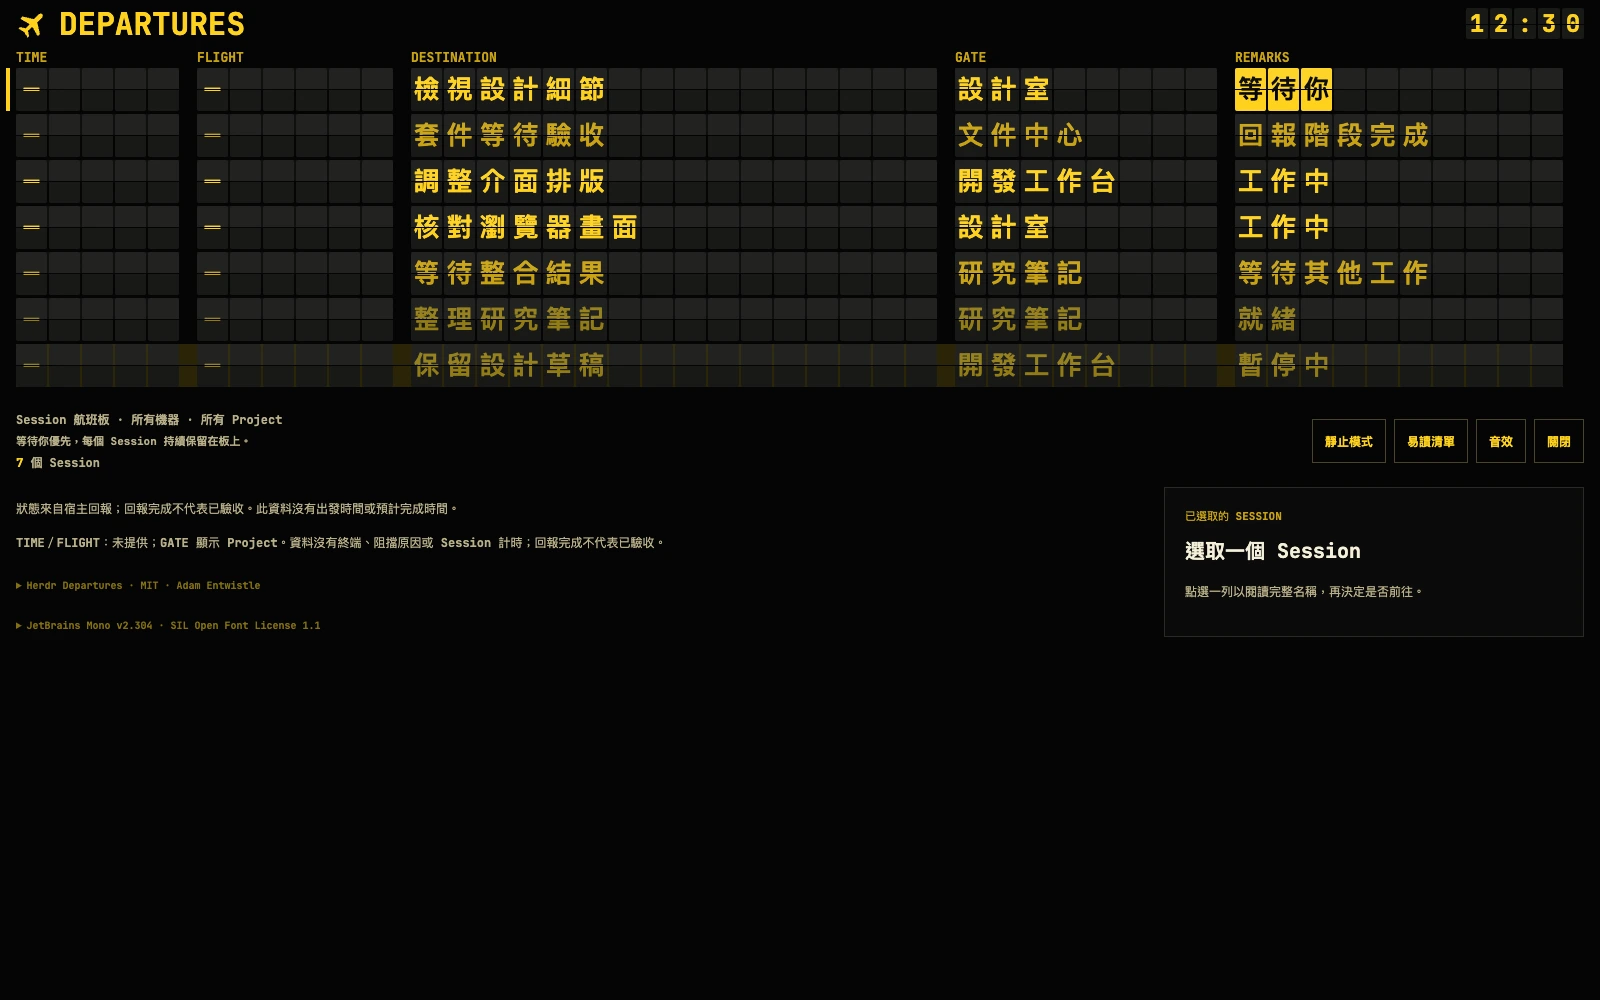 DEPARTURES
12:30
TIME FLIGHT DESTINATION GATE REMARKS
— — 檢視設計細節 設計室 等待你
— — 套件等待驗收 文件中心 回報階段完成
— — 調整介面排版 開發工作台 工作中
— — 核對瀏覽器畫面 設計室 工作中
— — 等待整合結果 研究筆記 等待其他工作
— — 整理研究筆記 研究筆記 就緒
— — 保留設計草稿 開發工作台 暫停中
Session 航班板 · 所有機器 · 所有 Project
等待你優先，每個 Session 持續保留在板上。
7 個 Session
靜止模式 易讀清單 音效 關閉
狀態來自宿主回報；回報完成不代表已驗收。此資料沒有出發時間或預計完成時間。
TIME / FLIGHT：未提供；GATE 顯示 Project。資料沒有終端、阻擋原因或 Session 計時；回報完成不代表已驗收。
▶ Herdr Departures · MIT · Adam Entwistle
▶ JetBrains Mono v2.304 · SIL Open Font License 1.1
已選取的 SESSION
選取一個 Session
點選一列以閱讀完整名稱，再決定是否前往。